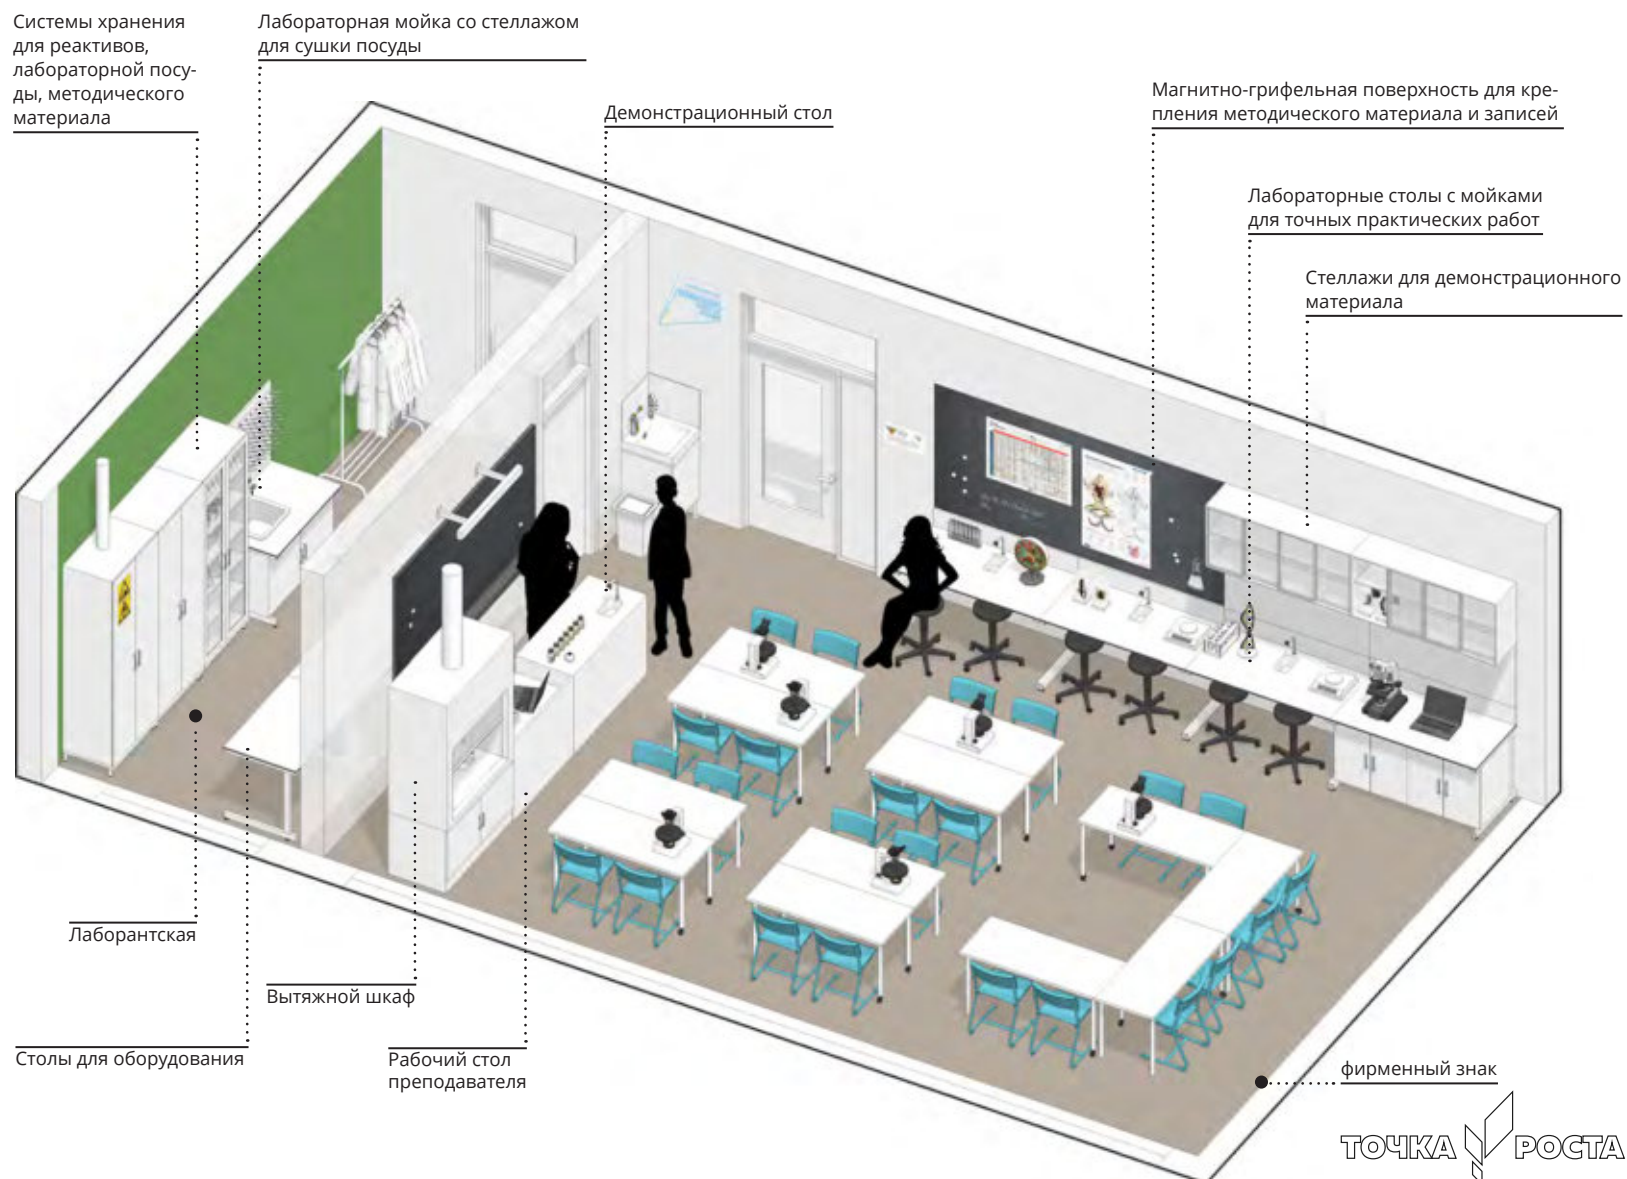 Системы хранения
для реактивов,
лабораторной посу-
ды, методического
материала
Лабораторная мойка со стеллажом
для сушки посуды
Демонстрационный стол
Магнитно-грифельная поверхность для кре-
пления методического материала и записей
Лабораторные столы с мойками
для точных практических работ
Стеллажи для демонстрационного
материала
Лаборантская
Вытяжной шкаф
Столы для оборудования
Рабочий стол
преподавателя
фирменный знак
ТОЧКА РОСТА